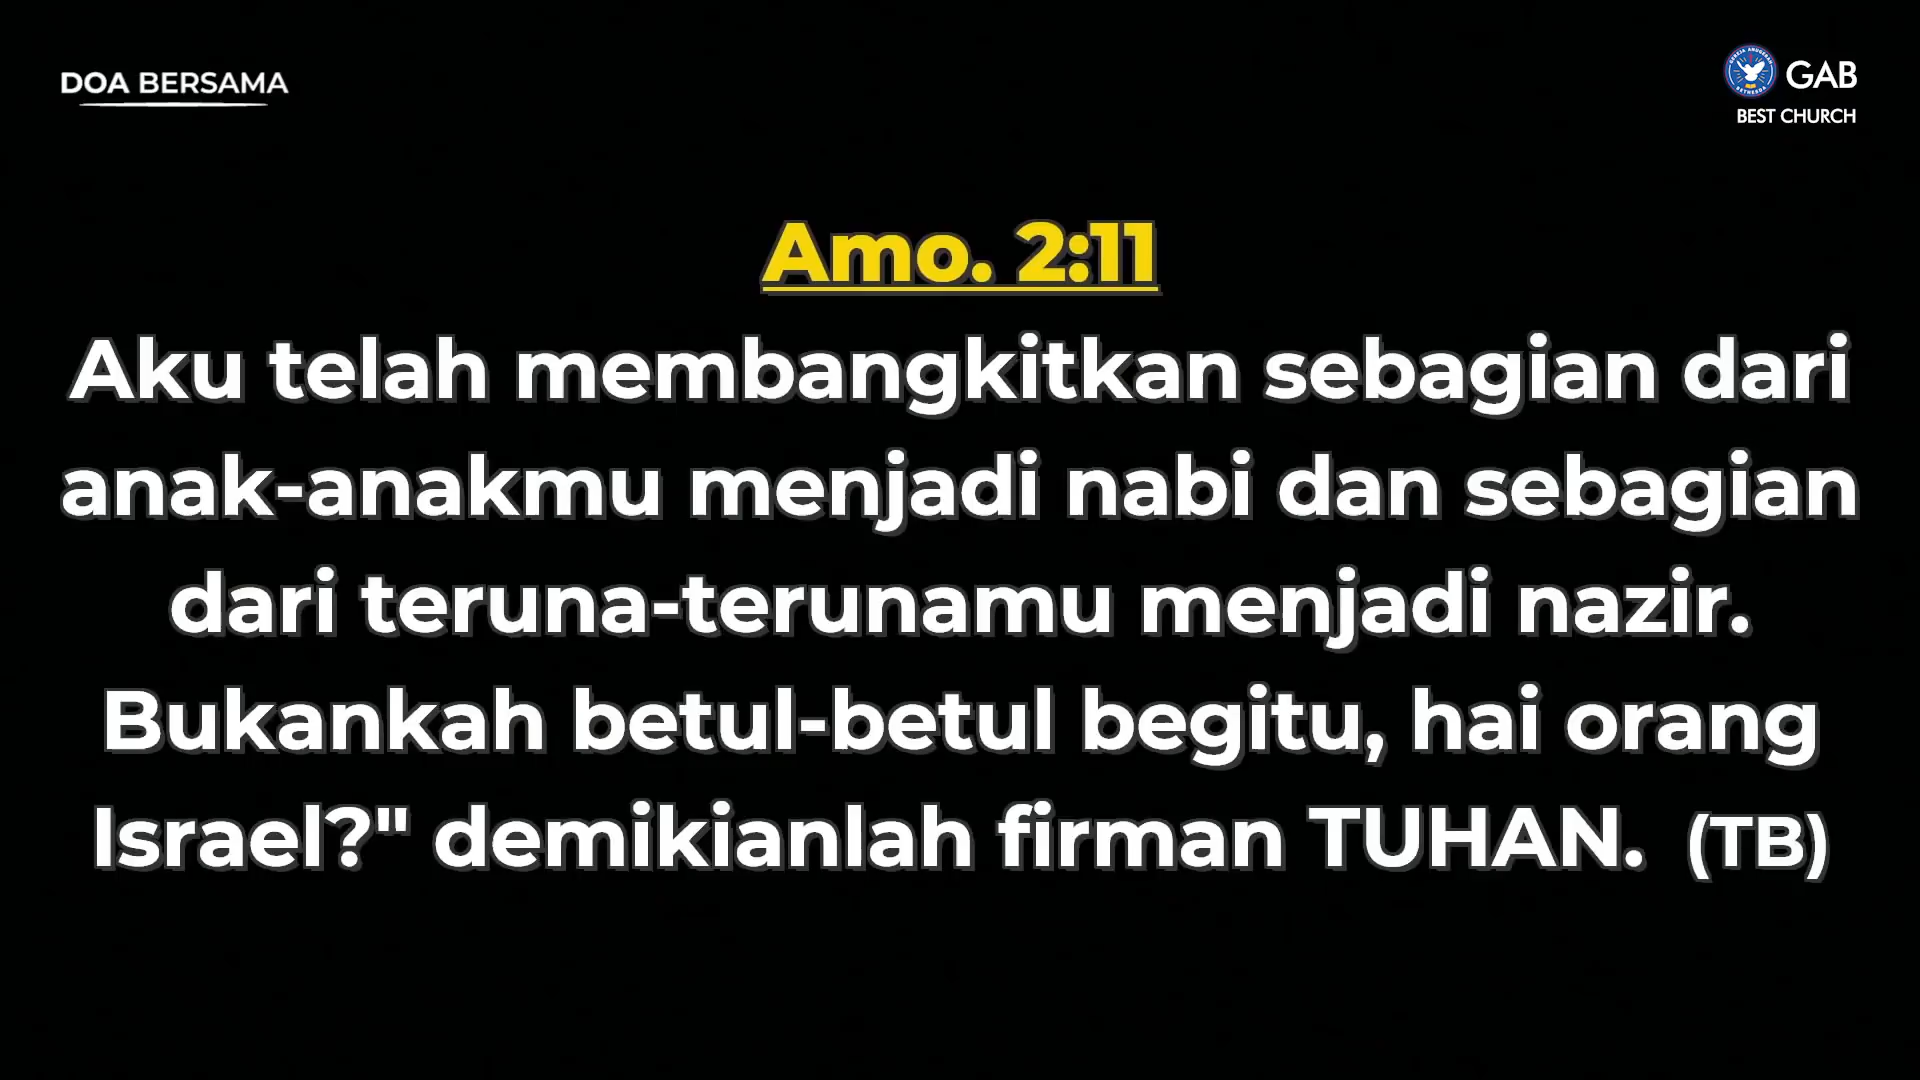 DOA BERSAMA
GAB
BEST CHURCH
Amo. 2:11
Aku telah membangkitkan sebagian dari
anak-anakmu menjadi nabi dan sebagian
dari teruna-terunamu menjadi nazir.
Bukankah betul-betul begitu, hai orang
Israel?" demikianlah firman TUHAN. (TB)